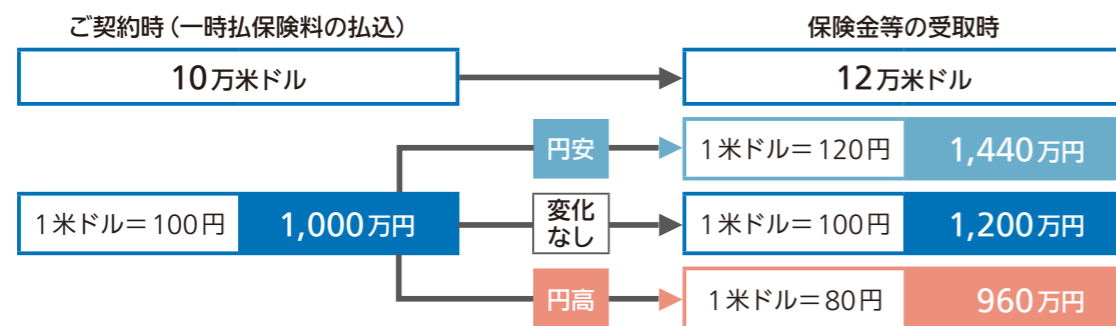 ご契約時（一時払保険料の払込）
保険金等の受取時
10万米ドル
12万米ドル
円安
1米ドル＝120円
1,440万円
1米ドル＝100円
1,000万円
変化
なし
1米ドル＝100円
1,200万円
円高
1米ドル＝80円
960万円